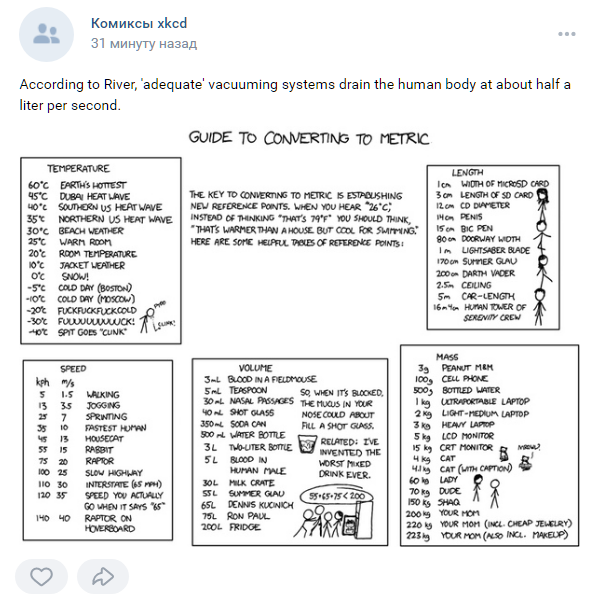 Комиксы xkcd
31 минуту назад
According to River, 'adequate' vacuuming systems drain the human body at about half a
liter per second.
GUIDE TO CONVERTING TO METRIC
TEMPERATURE
60°C EARTH'S HOTTEST
45°C DUBAI HEAT WAVE
40°C SOUTHERN US HEAT WAVE
35°C NORTHERN US HEAT WAVE
30°C BEACH WEATHER
25°C WARM ROOM
20°C ROOM TEMPERATURE
10°C JACKET WEATHER
0°C SNOW!
-5°C COLD DAY (BOSTON)
-10°C COLD DAY (MOSCOW)
-20°C FUCKFUCKFUCKCOLD
-30°C FUUUUUUUUUUCK!
-40°C SPIT GOES "CLINK"
PTOO
CLINK!
THE KEY TO CONVERTING TO METRIC IS ESTABLISHING
NEW REFERENCE POINTS. WHEN YOU HEAR "26°C,"
INSTEAD OF THINKING "THAT'S 79°F" YOU SHOULD THINK,
"THAT'S WARMER THAN A HOUSE BUT COOL FOR SWIMMING."
HERE ARE SOME HELPFUL TABLES OF REFERENCE POINTS:
LENGTH
1cm WIDTH OF MICROSD CARD
3cm LENGTH OF SD CARD
12cm CD DIAMETER
14cm PENIS
15cm BIC PEN
80cm DOORWAY WIDTH
1m LIGHTSABER BLADE
170cm SUMMER GLAU
200cm DARTH VADER
2.5m CEILING
5m CAR-LENGTH
16m4cm HUMAN TOWER OF
SERENITY CREW
SPEED
kph m/s
5 1.5 WALKING
13 3.5 JOGGING
25 7 SPRINTING
35 10 FASTEST HUMAN
45 13 HOUSECAT
55 15 RABBIT
75 20 RAPTOR
100 25 SLOW HIGHWAY
110 30 INTERSTATE (65 MPH)
120 35 SPEED YOU ACTUALLY
GO WHEN IT SAYS "65"
140 40 RAPTOR ON
HOVERBOARD
VOLUME
3mL BLOOD IN A FIELDMOUSE
5mL TEASPOON
30mL NASAL PASSAGES
40mL SHOT GLASS
350mL SODA CAN
500mL WATER BOTTLE
3L TWO-LITER BOTTLE
5L BLOOD IN
HUMAN MALE
30L MILK CRATE
55L SUMMER GLAU
65L DENNIS KUCINICH
75L RON PAUL
200L FRIDGE
SO, WHEN IT'S BLOCKED,
THE MUCUS IN YOUR
NOSE COULD ABOUT
FILL A SHOT GLASS.
RELATED: I'VE
INVENTED THE
WORST MIXED
DRINK EVER.
55+65+75<200
MASS
3g PEANUT M&M
100g CELL PHONE
500g BOTTLED WATER
1kg ULTRAPORTABLE LAPTOP
2kg LIGHT-MEDIUM LAPTOP
3kg HEAVY LAPTOP
5kg LCD MONITOR
15kg CRT MONITOR
4kg CAT
4.1kg CAT (WITH CAPTION)
60kg LADY
70kg DUDE
150kg SHAQ
200kg YOUR MOM
220kg YOUR MOM (INCL. CHEAP JEWELRY)
223kg YOUR MOM (ALSO INCL. MAKEUP)
MROWL?